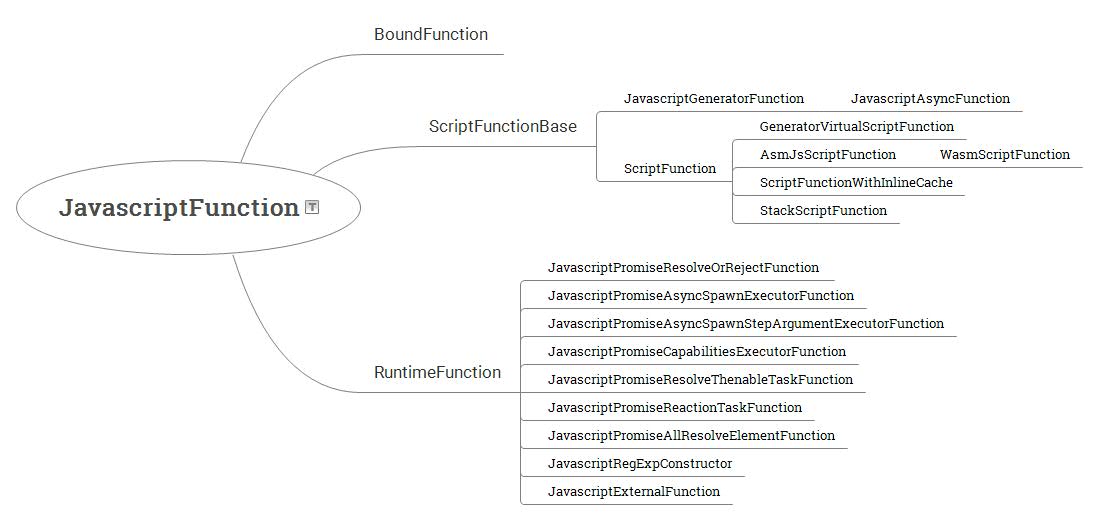 BoundFunction
JavascriptGeneratorFunction JavascriptAsyncFunction
ScriptFunctionBase
GeneratorVirtualScriptFunction
AsmJsScriptFunction WasmScriptFunction
ScriptFunction
ScriptFunctionWithInlineCache
StackScriptFunction
JavascriptFunction T
JavascriptPromiseResolveOrRejectFunction
JavascriptPromiseAsyncSpawnExecutorFunction
JavascriptPromiseAsyncSpawnStepArgumentExecutorFunction
JavascriptPromiseCapabilitiesExecutorFunction
RuntimeFunction
JavascriptPromiseResolveThenableTaskFunction
JavascriptPromiseReactionTaskFunction
JavascriptPromiseAllResolveElementFunction
JavascriptRegExpConstructor
JavascriptExternalFunction